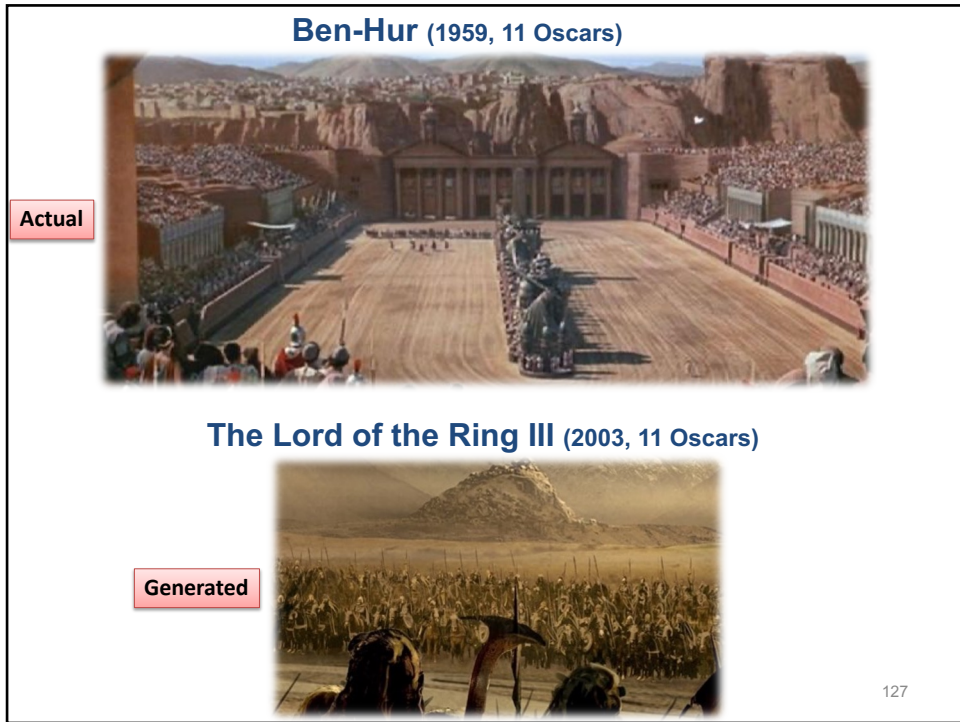 Ben-Hur (1959, 11 Oscars)
Actual
The Lord of the Ring III (2003, 11 Oscars)
Generated
127